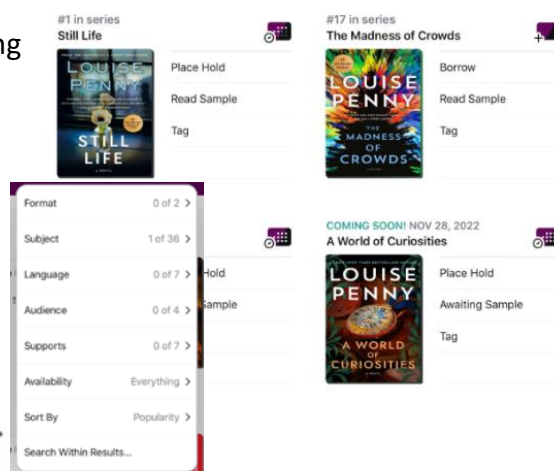 ng
#1 in series
Still Life
LOUISE
PENNY
STILL
LIFE
A NOVEL
Place Hold
Read Sample
Tag
#17 in series
The Madness of Crowds
LOUISE
PENNY
THE
MADNESS
OF
CROWDS
Borrow
Read Sample
Tag
Format 0 of 2 >
Subject 1 of 36 >
Language 0 of 7 >
Audience 0 of 4 >
Supports 0 of 7 >
Availability Everything >
Sort By Popularity >
Search Within Results...
Hold
Sample
COMING SOON! NOV 28, 2022
A World of Curiosities
LOUISE
PENNY
A WORLD
OF
CURIOSITIES
Place Hold
Awaiting Sample
Tag